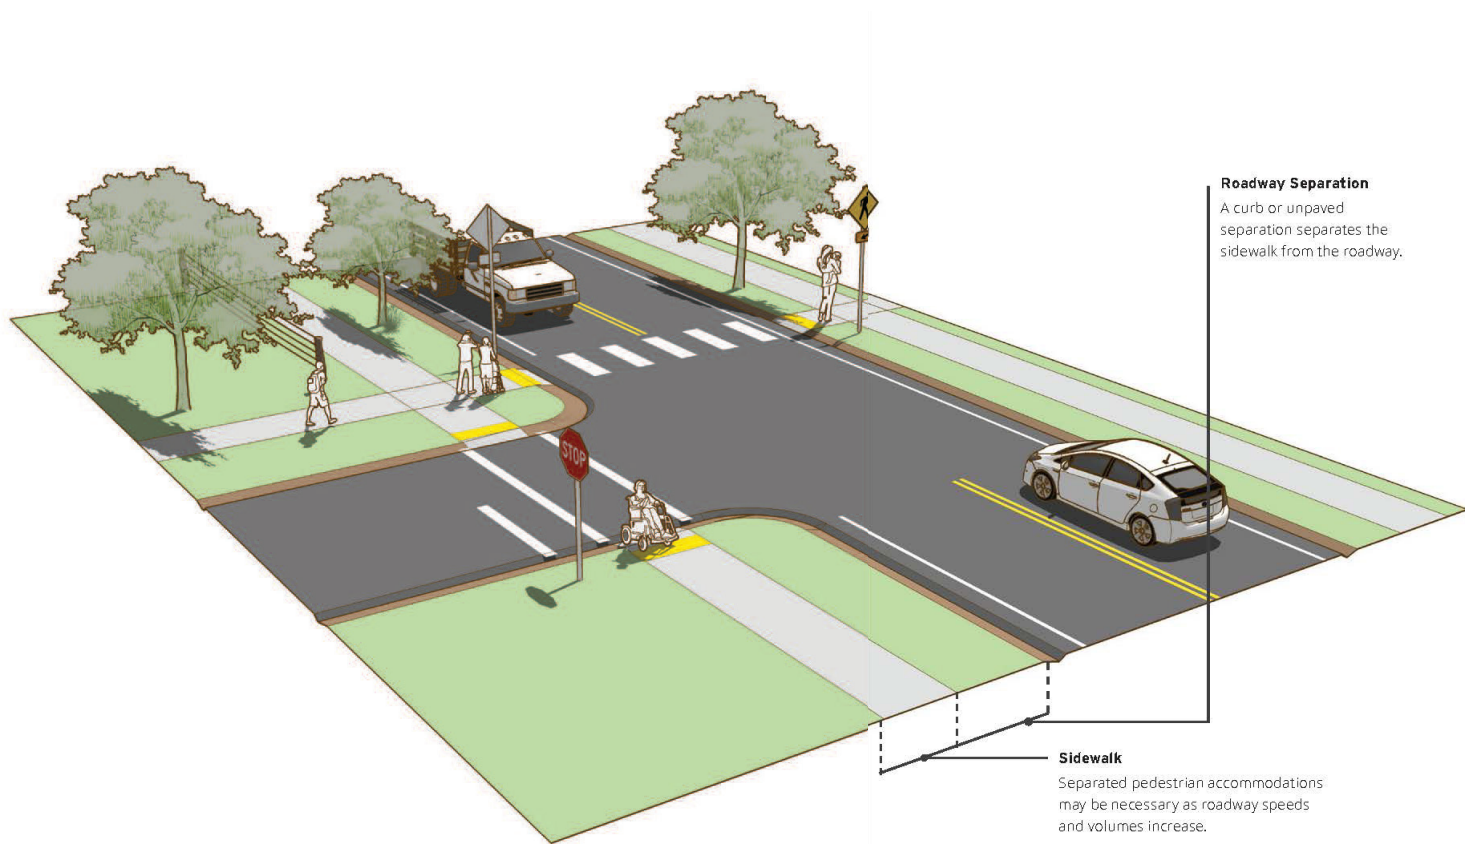 Roadway Separation
A curb or unpaved
separation separates the
sidewalk from the roadway.
STOP
Sidewalk
Separated pedestrian accommodations
may be necessary as roadway speeds
and volumes increase.